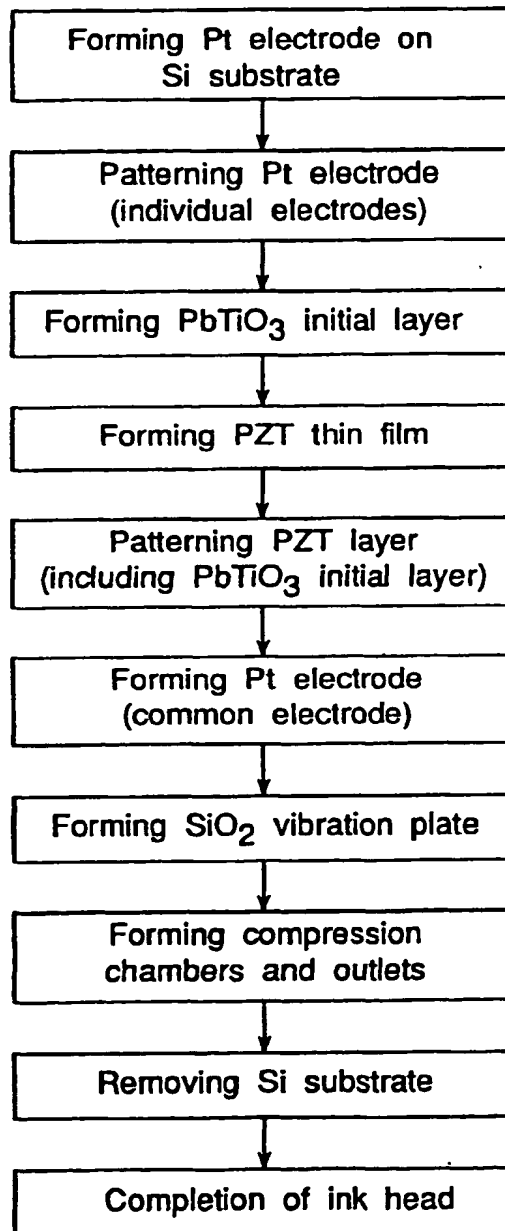 Forming Pt electrode on
Si substrate
Patterning Pt electrode
(individual electrodes)
Forming PbTiO3 initial layer
Forming PZT thin film
Patterning PZT layer
(including PbTiO3 initial layer)
Forming Pt electrode
(common electrode)
Forming SiO2 vibration plate
Forming compression
chambers and outlets
Removing Si substrate
Completion of ink head